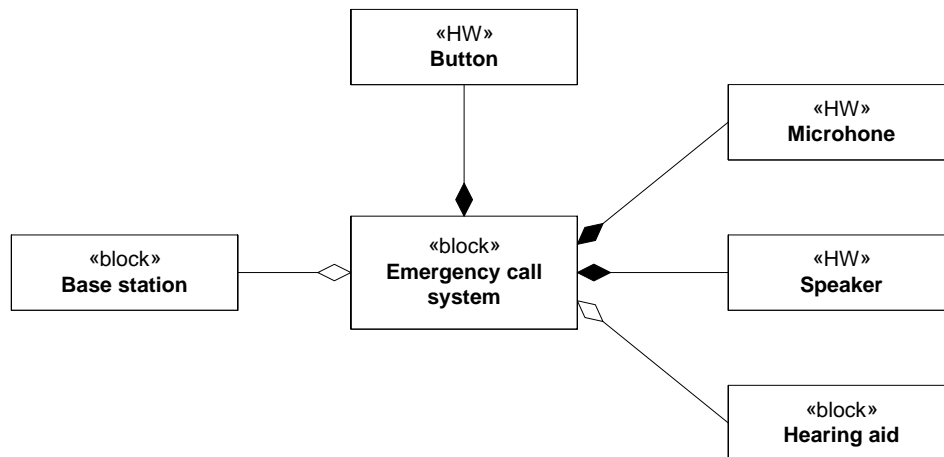 «HW»
Button
«HW»
Microhone
«block»
Base station
«block»
Emergency call
system
«HW»
Speaker
«block»
Hearing aid